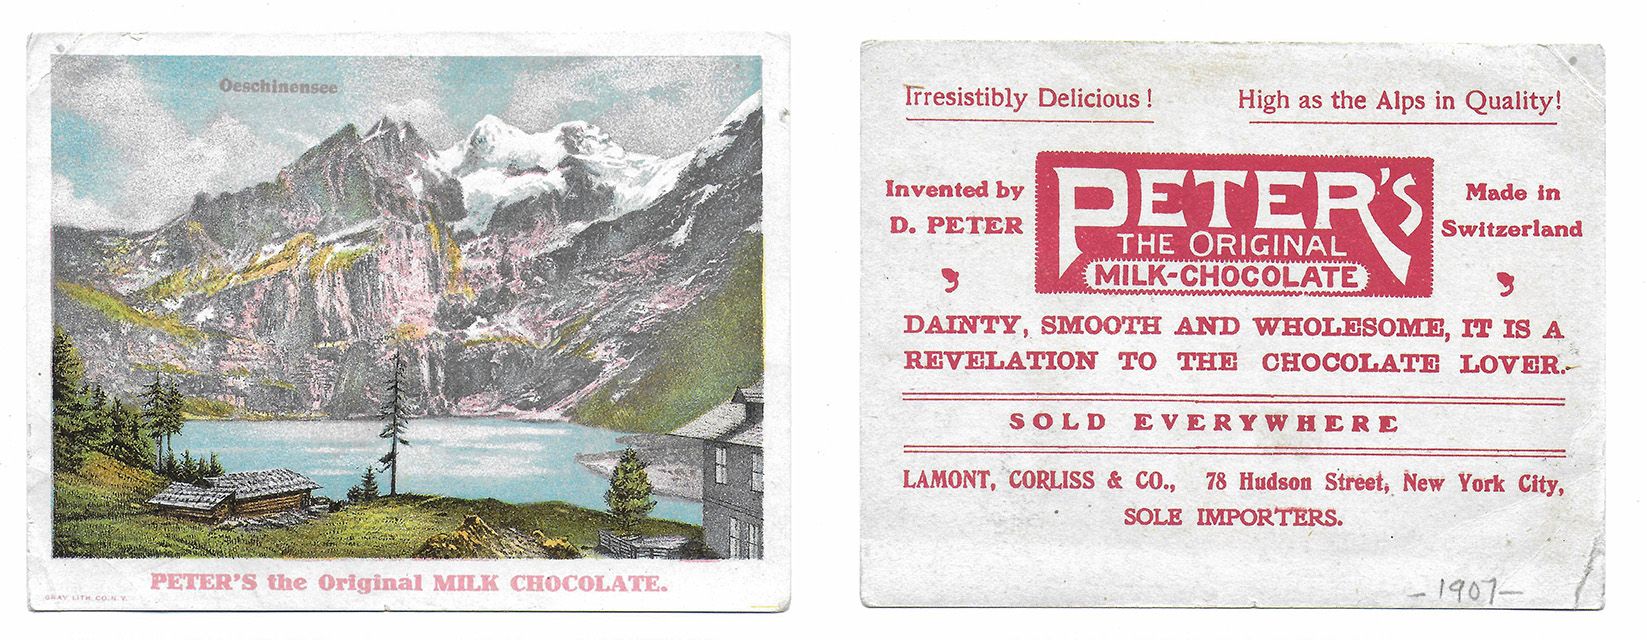 Oeschinensee
PETER'S the Original MILK CHOCOLATE.
GRAY LITH. CO. N.Y.
Irresistibly Delicious! High as the Alps in Quality!
Invented by
D. PETER
PETER'S
THE ORIGINAL
MILK-CHOCOLATE
Made in
Switzerland
DAINTY, SMOOTH AND WHOLESOME, IT IS A
REVELATION TO THE CHOCOLATE LOVER.
SOLD EVERYWHERE
LAMONT, CORLISS & CO., 78 Hudson Street, New York City,
SOLE IMPORTERS.
-1907-